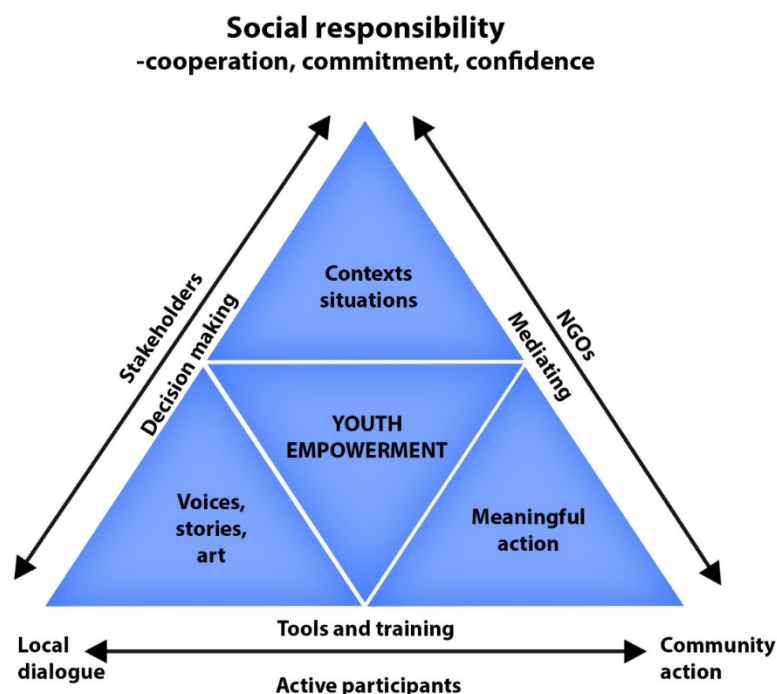 Social responsibility
-cooperation, commitment, confidence
Stakeholders
Decision making
Contexts
situations
Mediating
NGOs
YOUTH
EMPOWERMENT
Voices,
stories,
art
Meaningful
action
Local
dialogue
Tools and training
Active participants
Community
action